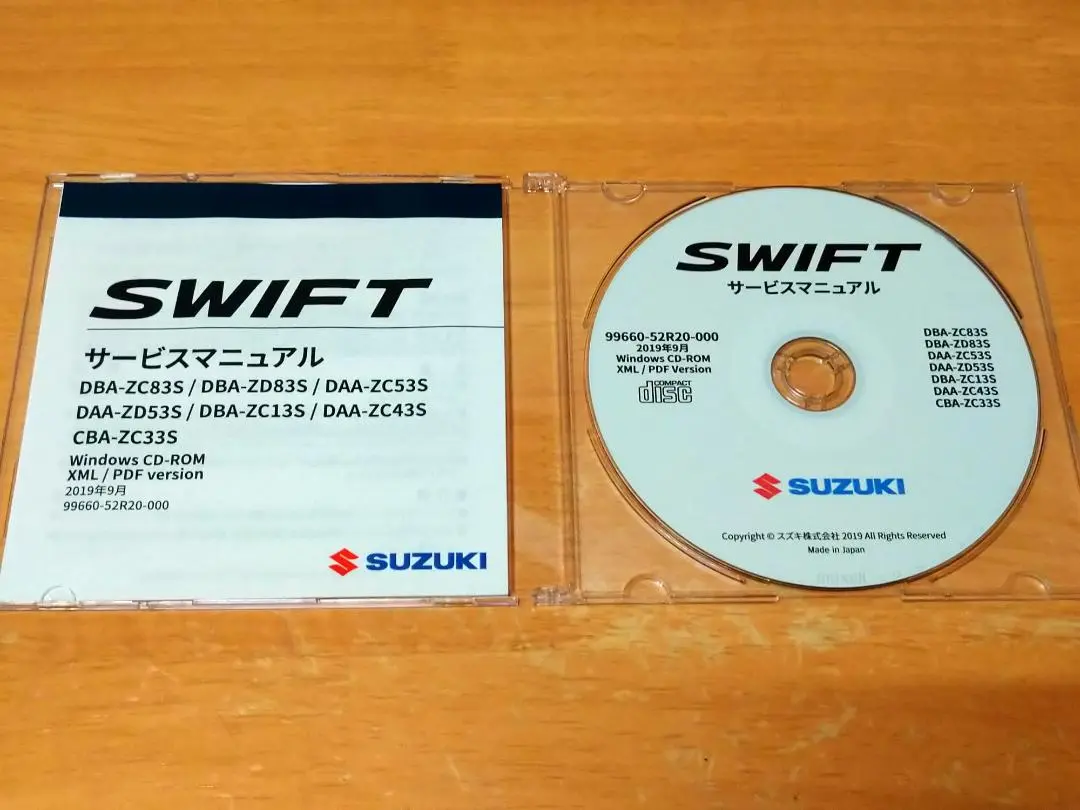 SWIFT
サービスマニュアル
DBA-ZC83S / DBA-ZD83S / DAA-ZC53S
DAA-ZD53S / DBA-ZC13S / DAA-ZC43S
CBA-ZC33S
Windows CD-ROM
XML / PDF version
2019年9月
99660-52R20-000
SUZUKI
SWIFT
サービスマニュアル
99660-52R20-000
2019年9月
Windows CD-ROM
XML / PDF Version
COMPACT
disc
DBA-ZC83S
DBA-ZD83S
DAA-ZC53S
DAA-ZD53S
DBA-ZC13S
DAA-ZC43S
CBA-ZC33S
SUZUKI
Copyright © スズキ株式会社 2019 All Rights Reserved
Made in Japan